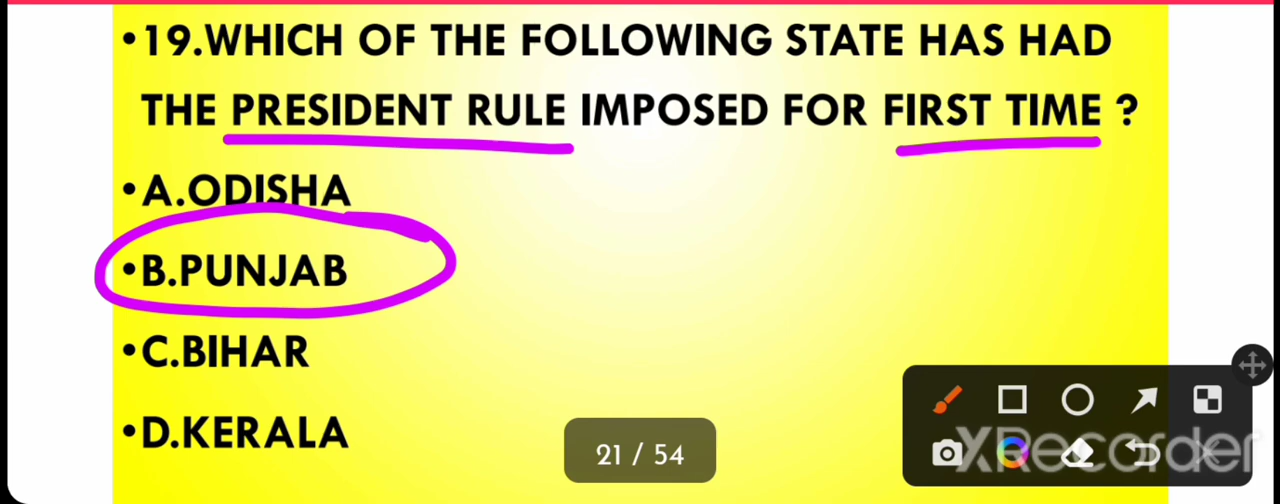 •19.WHICH OF THE FOLLOWING STATE HAS HAD
THE PRESIDENT RULE IMPOSED FOR FIRST TIME ?
•A.ODISHA
•B.PUNJAB
•C.BIHAR
•D.KERALA
21 / 54
XRecorder